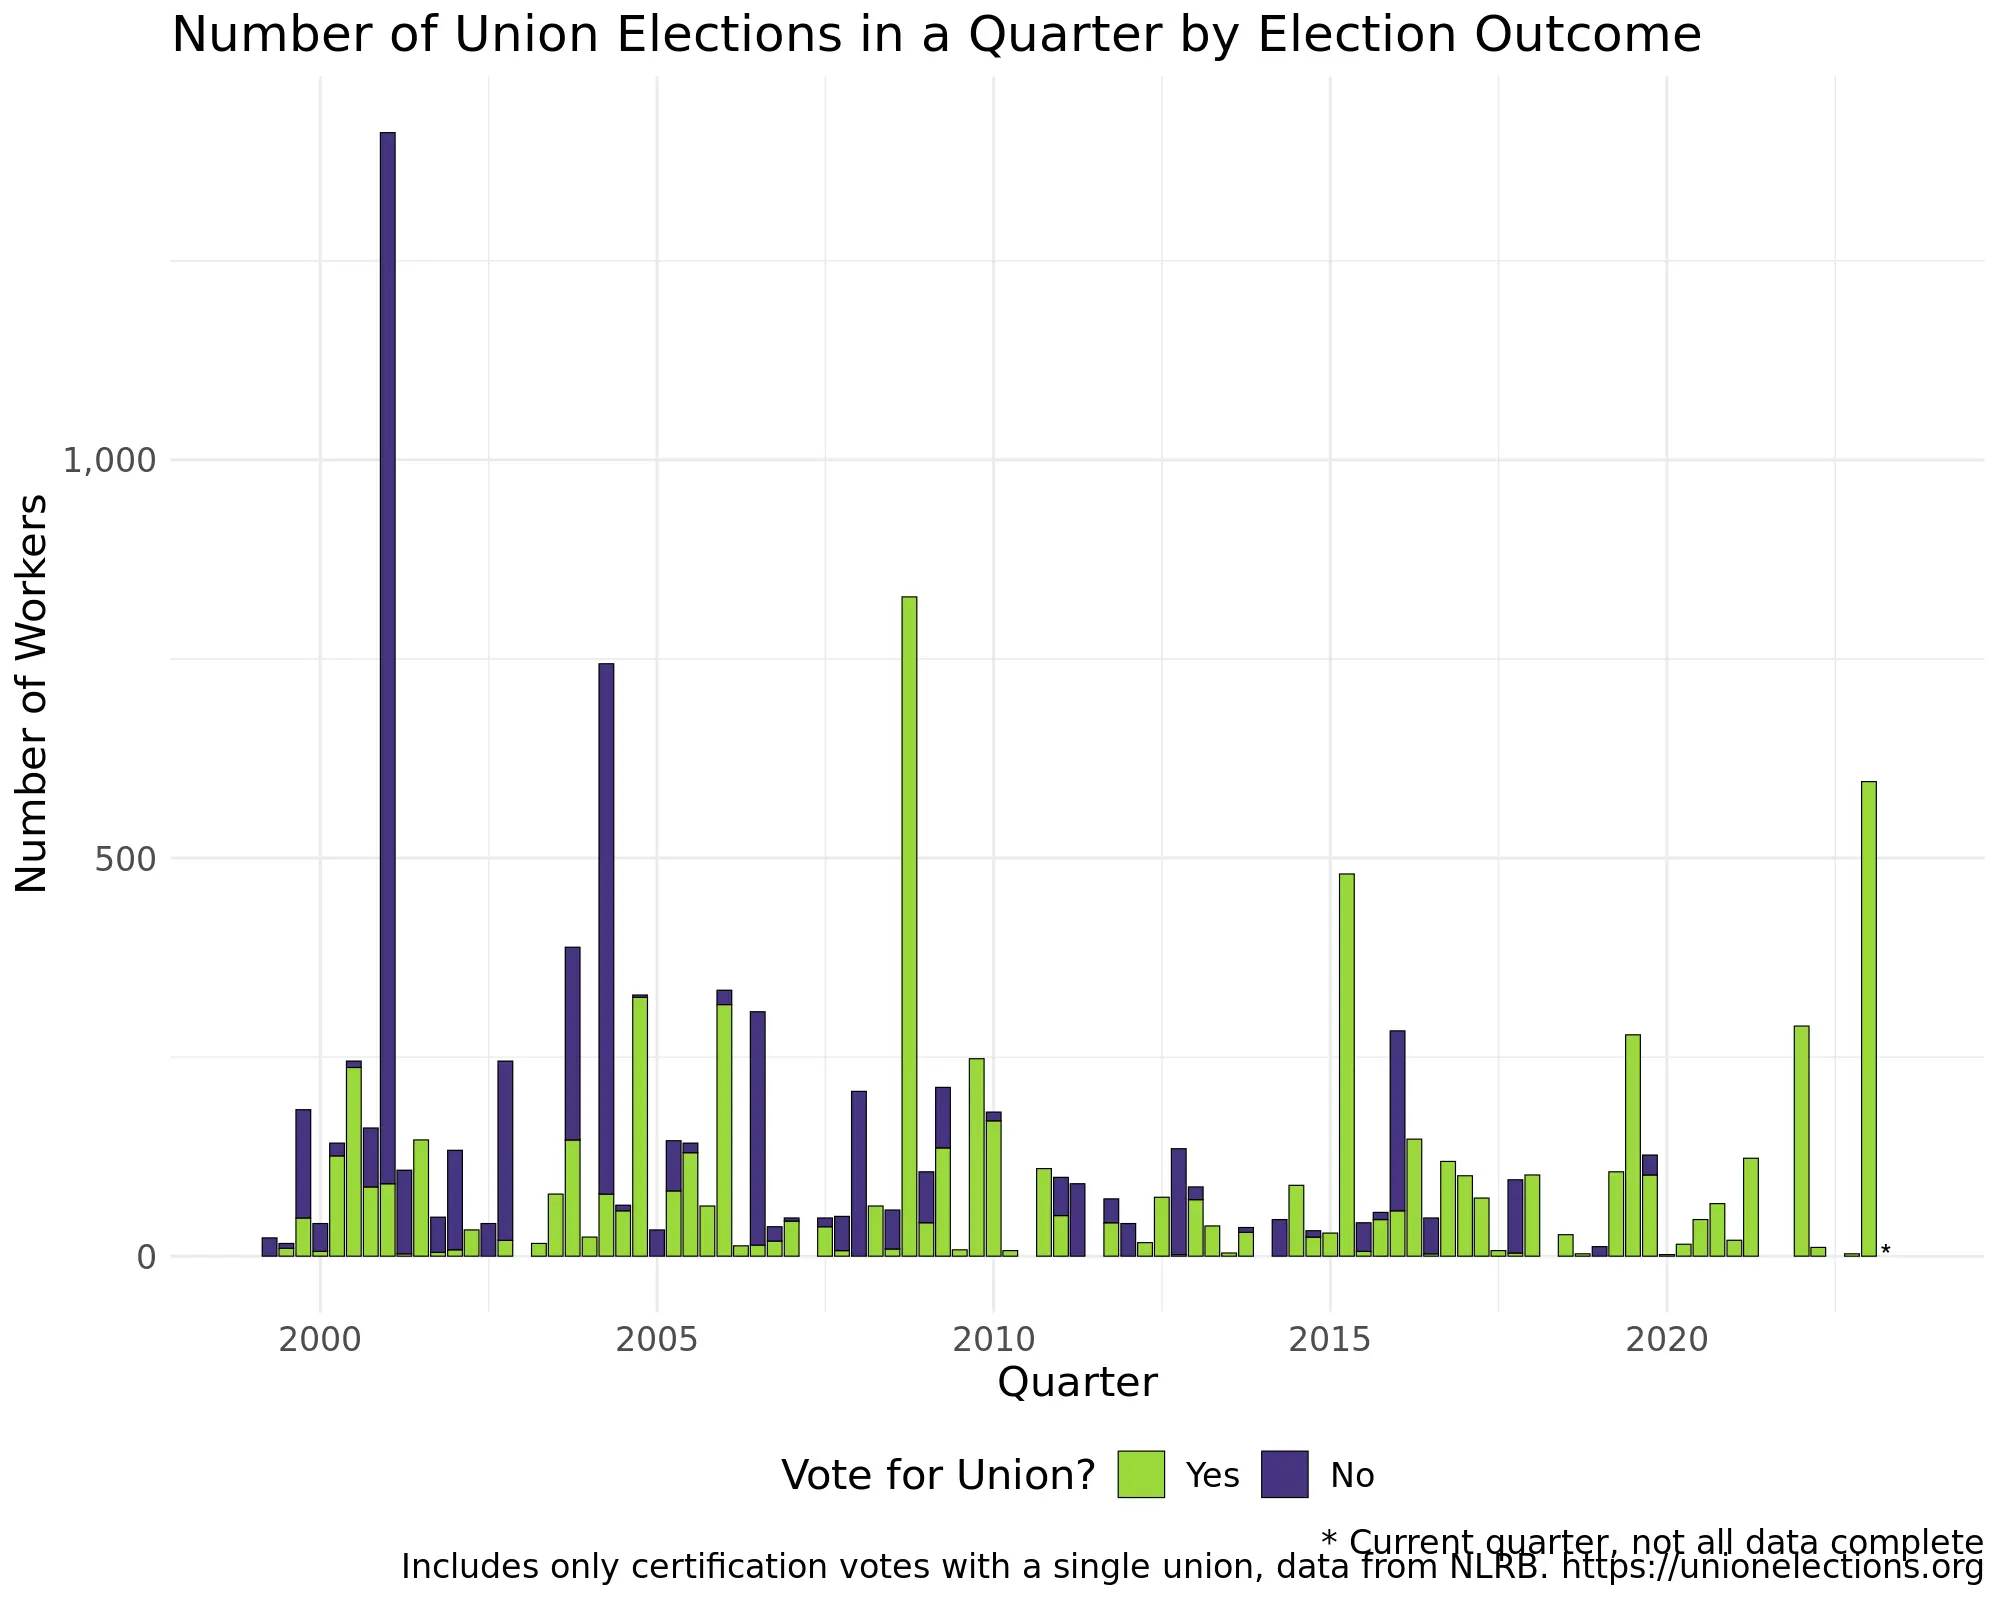 Number of Union Elections in a Quarter by Election Outcome
Number of Workers
1,000
500
0
*
2000 2005 2010 2015 2020
Quarter
Vote for Union? Yes No
* Current quarter, not all data complete
Includes only certification votes with a single union, data from NLRB. https://unionelections.org